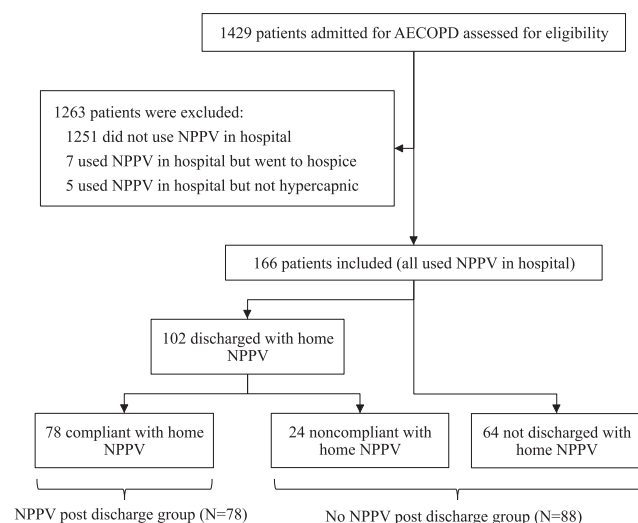 1429 patients admitted for AECOPD assessed for eligibility
1263 patients were excluded:
1251 did not use NPPV in hospital
7 used NPPV in hospital but went to hospice
5 used NPPV in hospital but not hypercapnic
166 patients included (all used NPPV in hospital)
102 discharged with home
NPPV
78 compliant with home
NPPV
24 noncompliant with
home NPPV
64 not discharged with
home NPPV
NPPV post discharge group (N=78)
No NPPV post discharge group (N=88)